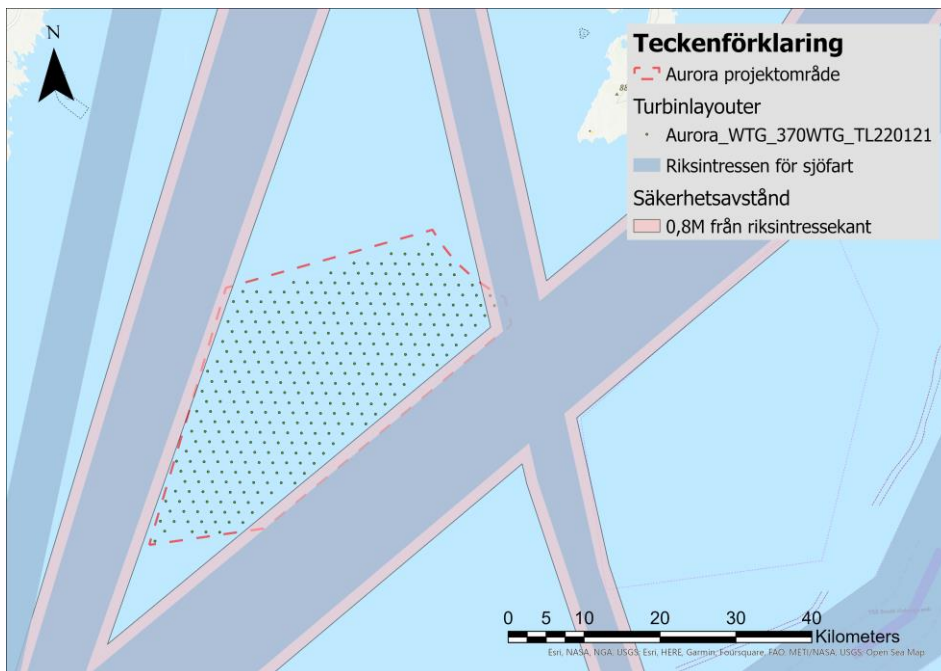 N
Teckenförklaring
Aurora projektområde
Turbinlayouter
Aurora_WTG_370WTG_TL220121
Riksintressen för sjöfart
Säkerhetsavstånd
0,8M från riksintressekant
0 5 10 20 30 40
Kilometers
Esri, NASA, NGA, USGS, Esri, HERE, Garmin, Foursquare, FAO, METI/NASA, USGS, Open Sea Map